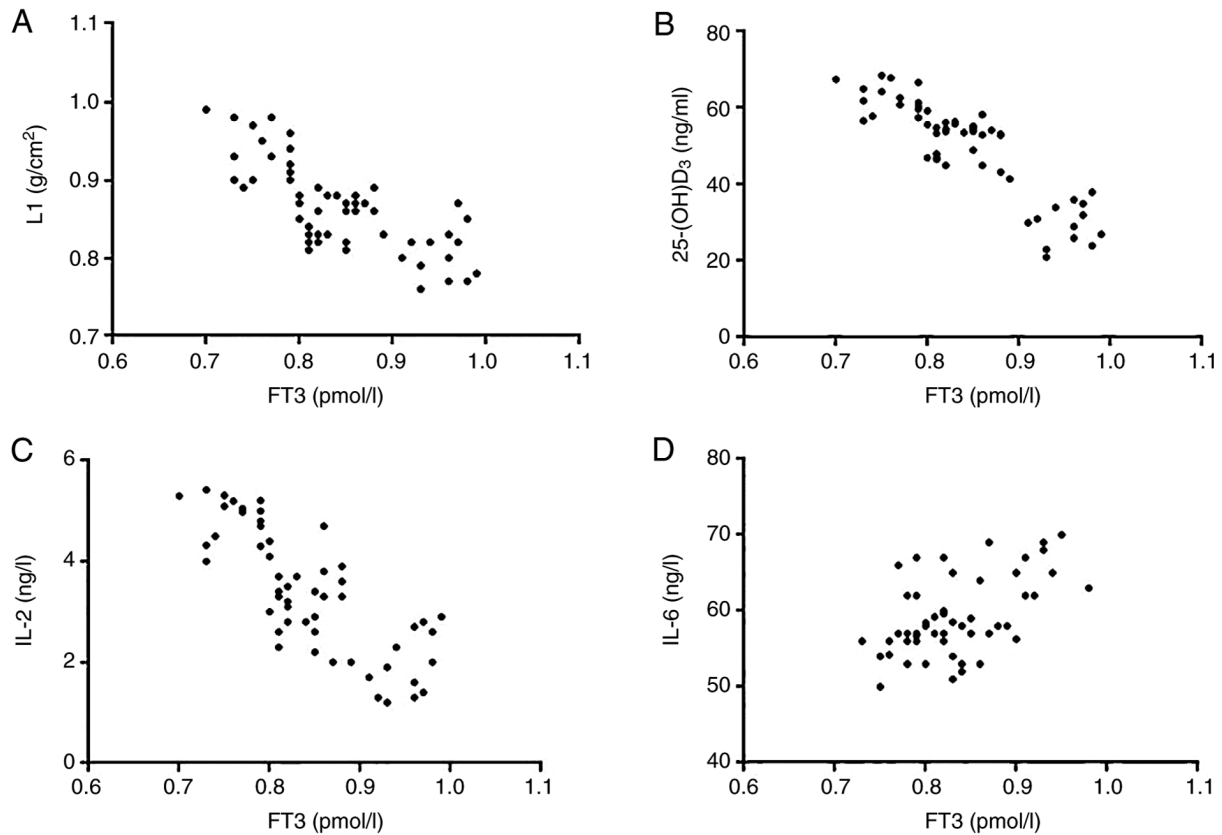 A
1.1
1.0
0.9
0.8
0.7
L1 (g/cm²)
0.6 0.7 0.8 0.9 1.0 1.1
FT3 (pmol/l)
B
80
60
40
20
0
25-(OH)D₃ (ng/ml)
0.6 0.7 0.8 0.9 1.0 1.1
FT3 (pmol/l)
C
6
4
2
0
IL-2 (ng/l)
0.6 0.7 0.8 0.9 1.0 1.1
FT3 (pmol/l)
D
80
70
60
50
40
IL-6 (ng/l)
0.6 0.7 0.8 0.9 1.0 1.1
FT3 (pmol/l)